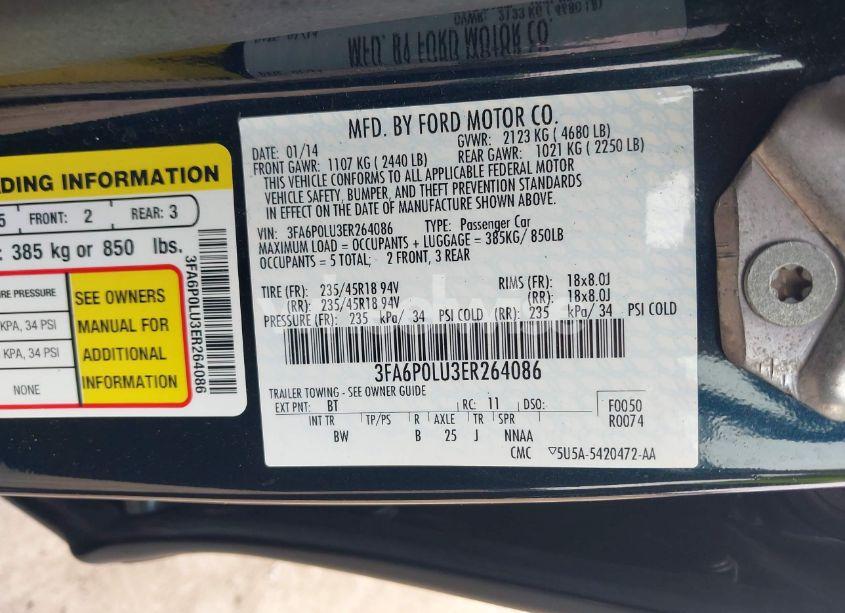 MFD. BY FORD MOTOR CO.
DATE: 01/14 GVWR: 2123 KG ( 4680 LB)
FRONT GAWR: 1107 KG ( 2440 LB) REAR GAWR: 1021 KG ( 2250 LB)
THIS VEHICLE CONFORMS TO ALL APPLICABLE FEDERAL MOTOR
VEHICLE SAFETY, BUMPER, AND THEFT PREVENTION STANDARDS
IN EFFECT ON THE DATE OF MANUFACTURE SHOWN ABOVE.
VIN: 3FA6P0LU3ER264086 TYPE: Passenger Car
MAXIMUM LOAD = OCCUPANTS + LUGGAGE = 385KG/ 850LB
OCCUPANTS = 5 TOTAL; 2 FRONT, 3 REAR
TIRE (FR): 235/45R18 94V RIMS (FR): 18x8.0J
(RR): 235/45R18 94V (RR): 18x8.0J
PRESSURE (FR): 235 kPa/ 34 PSI COLD (RR): 235 kPa/ 34 PSI COLD
3FA6P0LU3ER264086
TRAILER TOWING - SEE OWNER GUIDE
EXT PNT: BT RC: 11 DSO: F0050
R0074
INT TR TP/PS R AXLE TR SPR
BW B 25 J NNAA
CMC ▽5U5A-5420472-AA
ADING INFORMATION
5 FRONT: 2 REAR: 3
: 385 kg or 850 lbs.
RE PRESSURE
KPA, 34 PSI
KPA, 34 PSI
NONE
SEE OWNERS
MANUAL FOR
ADDITIONAL
INFORMATION
3FA6P0LU3ER264086